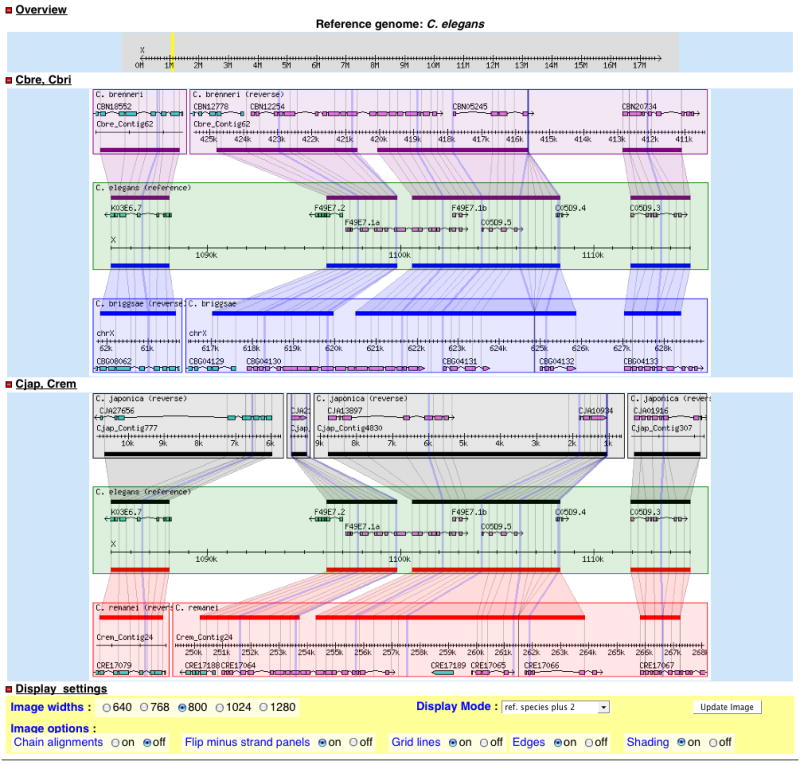 Overview
Reference genome: C. elegans
X
0M 1M 2M 3M 4M 5M 6M 7M 8M 9M 10M 11M 12M 13M 14M 15M 16M 17M
Cbre, Cbri
C. brenneri C. brenneri (reverse)
CBN18552 CBN12778 CBN12254 CBN05245 CBN20734
Cbre_Contig62 Cbre_Contig62
425k 424k 423k 422k 421k 420k 419k 418k 417k 416k 415k 414k 413k 412k 411k
C. elegans (reference)
K03E6.7 F49E7.2 F49E7.1b C05D9.4 C05D9.3
F49E7.1a C05D9.5
X
1090k 1100k 1110k
C. briggsae (reverse) C. briggsae
chrX chrX
62k 61k 617k 618k 619k 620k 621k 622k 623k 624k 625k 626k 627k 628k
CBG08062 CBG04129 CBG04130 CBG04131 CBG04132 CBG04133
Cjap, Crem
C. japonica (reverse) C. japonica (reverse) C. japonica (revers
CJA27656 CJA2 CJA13897 CJA10934 CJA01916
Cjap_Contig777 Cjap_ Cjap_Contig4830 Cjap_Contig307
10k 9k 8k 7k 6k 9k 8k 7k 6k 5k 4k 3k 2k 1k
C. elegans (reference)
K03E6.7 F49E7.2 F49E7.1b C05D9.4 C05D9.3
F49E7.1a C05D9.5
X
1090k 1100k 1110k
C. remanei (revers C. remanei
Crem_Contig24 Crem_Contig24
250k 251k 252k 253k 254k 255k 256k 257k 258k 259k 260k 261k 262k 263k 264k 265k 266k 267k 268k
CRE17079 CRE17188 CRE17064 CRE17189 CRE17065 CRE17066 CRE17067
Display settings
Image widths : 640 768 800 1024 1280 Display Mode : ref. species plus 2 Update Image
Image options :
Chain alignments on off Flip minus strand panels on off Grid lines on off Edges on off Shading on off